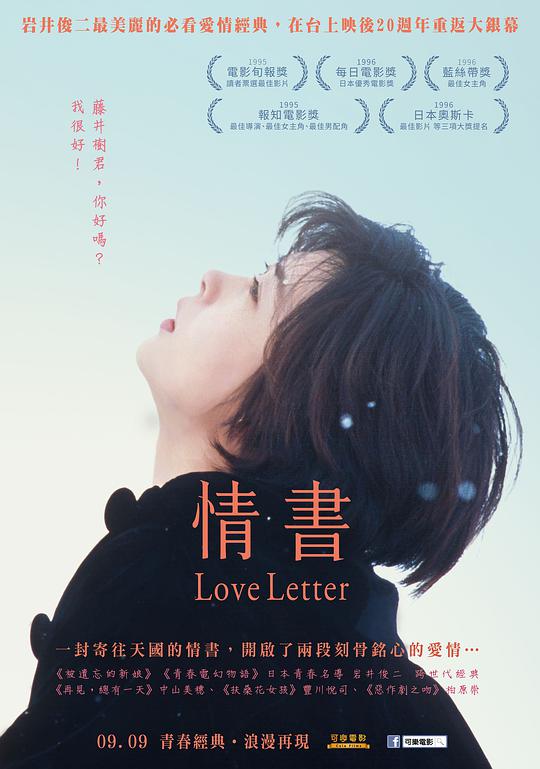 岩井俊二最美麗的必看愛情經典，在台上映後20週年重返大銀幕
1995
電影旬報獎
讀者票選最佳影片
1996
每日電影獎
日本優秀電影獎
1996
藍絲帶獎
最佳女主角
1995
報知電影獎
最佳導演、最佳女主角、最佳男配角
1996
日本奧斯卡
最佳影片 等三項大獎提名
藤井樹君，你好嗎？
我很好！
情書
Love Letter
一封寄往天國的情書，開啟了兩段刻骨銘心的愛情…
《被遺忘的新娘》《青春電幻物語》日本青春名導 岩井俊二 跨世代經典
《再見，總有一天》中山美穗、《扶桑花女孩》豐川悅司、《惡作劇之吻》柏原崇
09.09 青春經典・浪漫再現
可樂電影
Cola Films
f 可樂電影